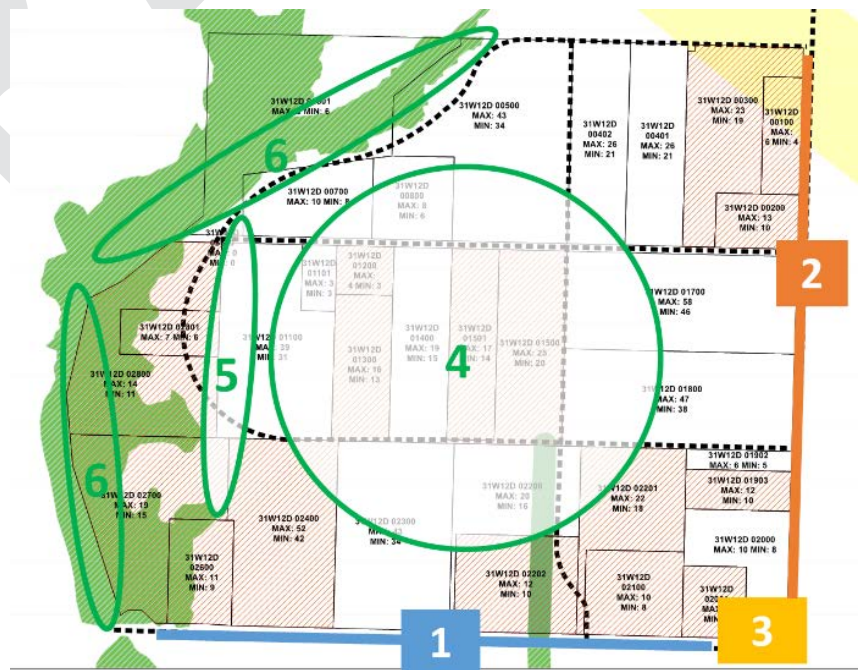 MIN: 6
6
31W12D 00500
MAX: 43
MIN: 34
31W12D
00402
MAX: 26
MIN: 21
31W12D
00401
MAX: 26
MIN: 21
31W12D 00300
MAX: 23
MIN: 19
31W12D
00100
MAX:
6 MIN: 4
31W12D 00200
MAX: 13
MIN: 10
31W12D 00700
MAX: 10 MIN: 8
31W12D
00800
MAX: 8
MIN: 6
MIN: 0
31W12D
01101
MAX: 3
MIN: 3
31W12D
01200
MAX:
4 MIN: 3
2
31W12D 01700
MAX: 58
MIN: 46
MAX: 7 MIN: 6
31W12D 02800
MAX: 14
MIN: 11
5
31W12D 01100
31W12D
01300
MIN: 13
31W12D
01400
MAX: 19
MIN: 15
31W12D
01501
MAX: 17
MIN: 14
4
31W12D 01500
31W12D 01800
MAX: 47
MIN: 38
6
31W12D 02700
MAX: 19
MIN: 15
31W12D
02600
MAX: 11
MIN: 9
31W12D 02400
MAX: 52
MIN: 42
31W12D 02300
MIN: 34
31W12D 02200
MAX: 20
MIN: 16
31W12D 02202
MAX: 12
MIN: 10
31W12D 02201
MAX: 22
MIN: 18
31W12D
02100
MAX: 10
MIN: 8
31W12D 01902
MAX: 6 MIN: 5
31W12D 01903
MAX: 12
MIN: 10
31W12D 02000
MAX: 10 MIN: 8
31W12D
1
3